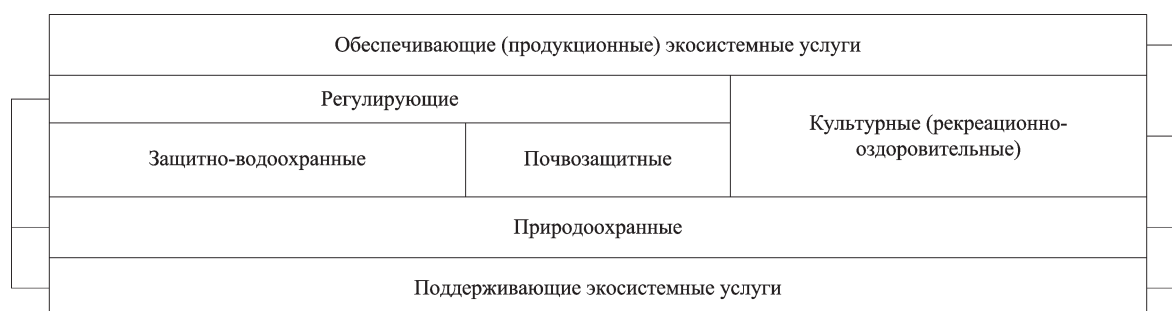 Обеспечивающие (продукционные) экосистемные услуги
Регулирующие
Культурные (рекреационно-
оздоровительные)
Защитно-водоохранные
Почвозащитные
Природоохранные
Поддерживающие экосистемные услуги